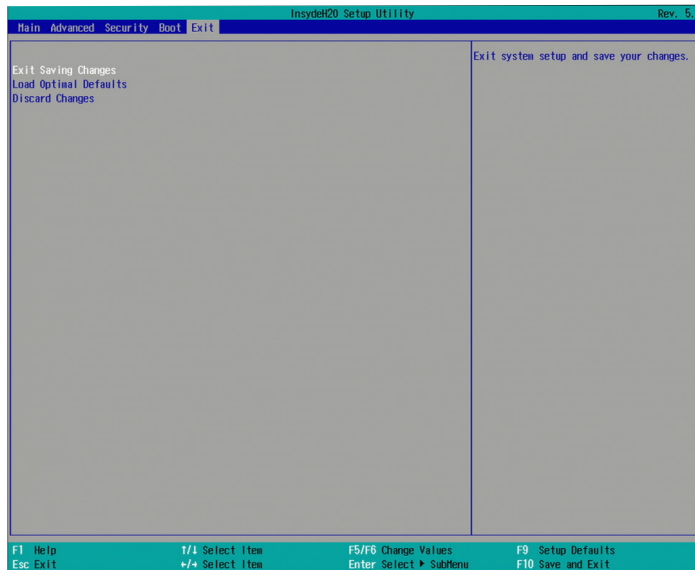 InsydeH20 Setup Utility Rev. 5.
Main Advanced Security Boot Exit
Exit Saving Changes
Load Optimal Defaults
Discard Changes
Exit system setup and save your changes.
F1 Help ↑/↓ Select Item F5/F6 Change Values F9 Setup Defaults
Esc Exit ←/→ Select Item Enter Select ▶ SubMenu F10 Save and Exit